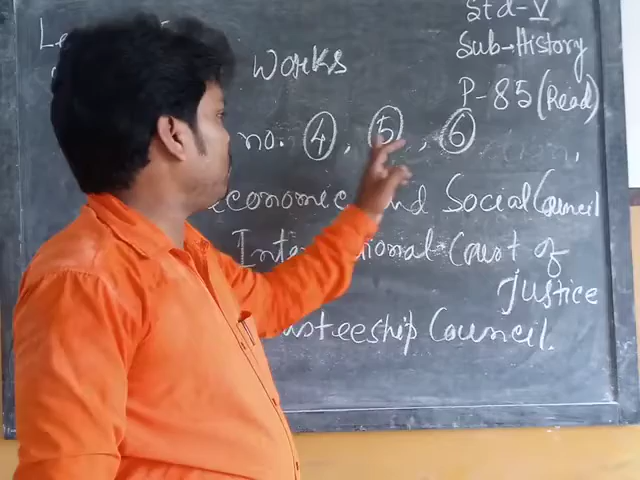 Std-V
Sub→History
Works
P-85 (Read)
no. 4, 5, 6
economic and Social Council
International Court of
Justice
usteeship Council.